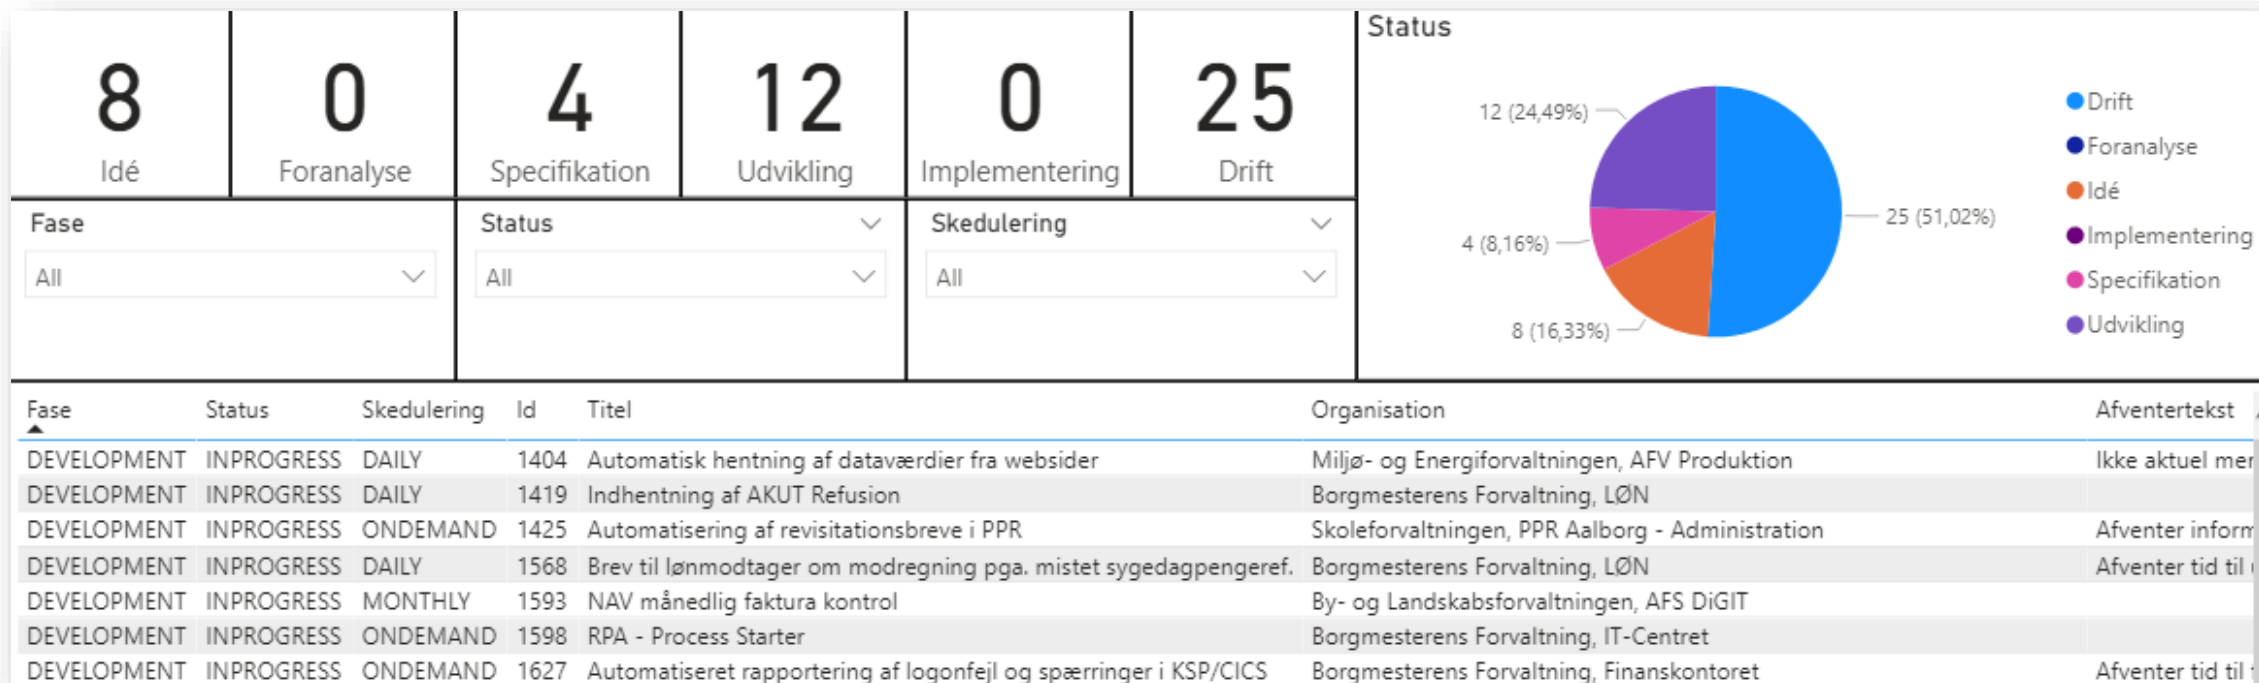 8 0 4 12 0 25
Idé Foranalyse Specifikation Udvikling Implementering Drift
Fase Status Skedulering
All All All
Status
12 (24,49%)
4 (8,16%)
8 (16,33%)
25 (51,02%)
Drift
Foranalyse
Idé
Implementering
Specifikation
Udvikling
Fase Status Skedulering Id Titel Organisation Afventertekst
DEVELOPMENT INPROGRESS DAILY 1404 Automatisk hentning af dataværdier fra websider Miljø- og Energiforvaltningen, AFV Produktion Ikke aktuel
DEVELOPMENT INPROGRESS DAILY 1419 Indhentning af AKUT Refusion Borgmesterens Forvaltning, LØN
DEVELOPMENT INPROGRESS ONDEMAND 1425 Automatisering af revisitationsbreve i PPR Skoleforvaltningen, PPR Aalborg - Administration Afventer
DEVELOPMENT INPROGRESS DAILY 1568 Brev til lønmodtager om modregning pga. mistet sygedagpengeref. Borgmesterens Forvaltning, LØN Afventer tid til
DEVELOPMENT INPROGRESS MONTHLY 1593 NAV månedlig faktura kontrol By- og Landskabsforvaltningen, AFS DiGIT
DEVELOPMENT INPROGRESS ONDEMAND 1598 RPA - Process Starter Borgmesterens Forvaltning, IT-Centret
DEVELOPMENT INPROGRESS ONDEMAND 1627 Automatiseret rapportering af logonfejl og spærringer i KSP/CICS Borgmesterens Forvaltning, Finanskontoret Afventer tid til